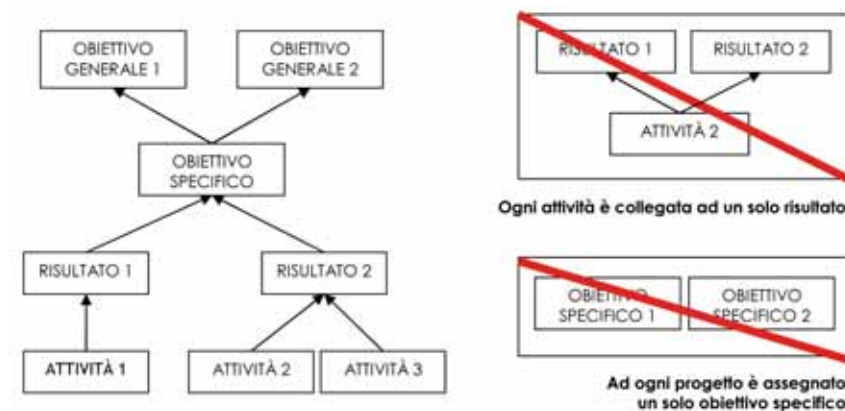 OBIETTIVO
GENERALE 1
OBIETTIVO
GENERALE 2
OBIETTIVO
SPECIFICO
RISULTATO 1
RISULTATO 2
ATTIVITÀ 1
ATTIVITÀ 2
ATTIVITÀ 3
RISULTATO 1
RISULTATO 2
ATTIVITÀ 2
Ogni attività è collegata ad un solo risultato
OBIETTIVO
SPECIFICO 1
OBIETTIVO
SPECIFICO 2
Ad ogni progetto è assegnato
un solo obiettivo specifico